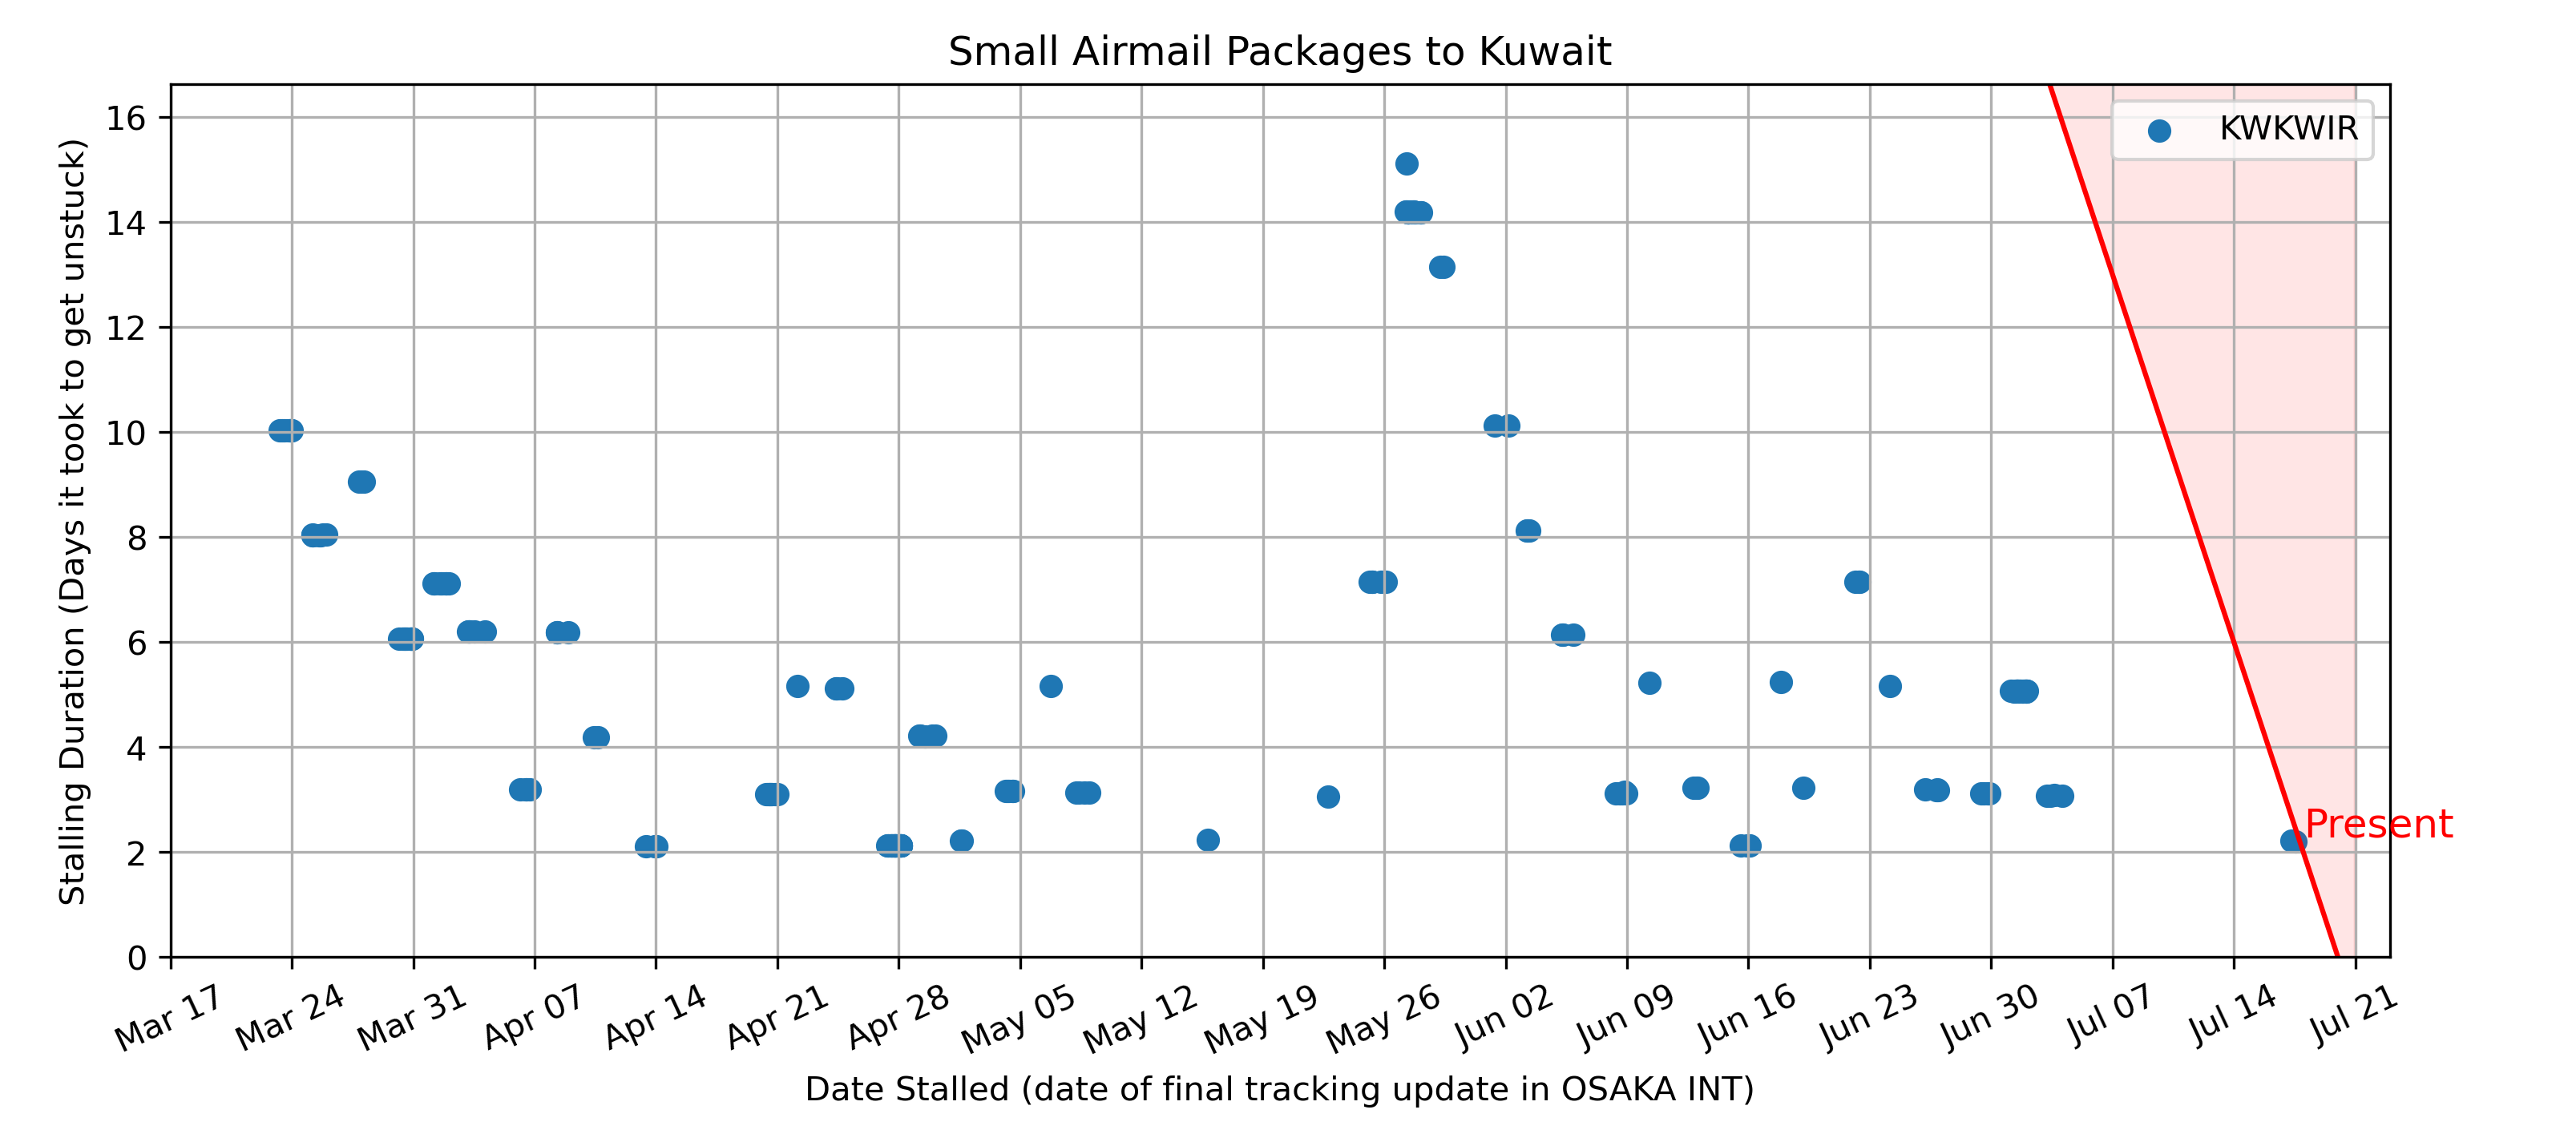 Small Airmail Packages to Kuwait
KWKWIR
Stalling Duration (Days it took to get unstuck)
16
14
12
10
8
6
4
2
0
Present
Mar 17 Mar 24 Mar 31 Apr 07 Apr 14 Apr 21 Apr 28 May 05 May 12 May 19 May 26 Jun 02 Jun 09 Jun 16 Jun 23 Jun 30 Jul 07 Jul 14 Jul 21
Date Stalled (date of final tracking update in OSAKA INT)